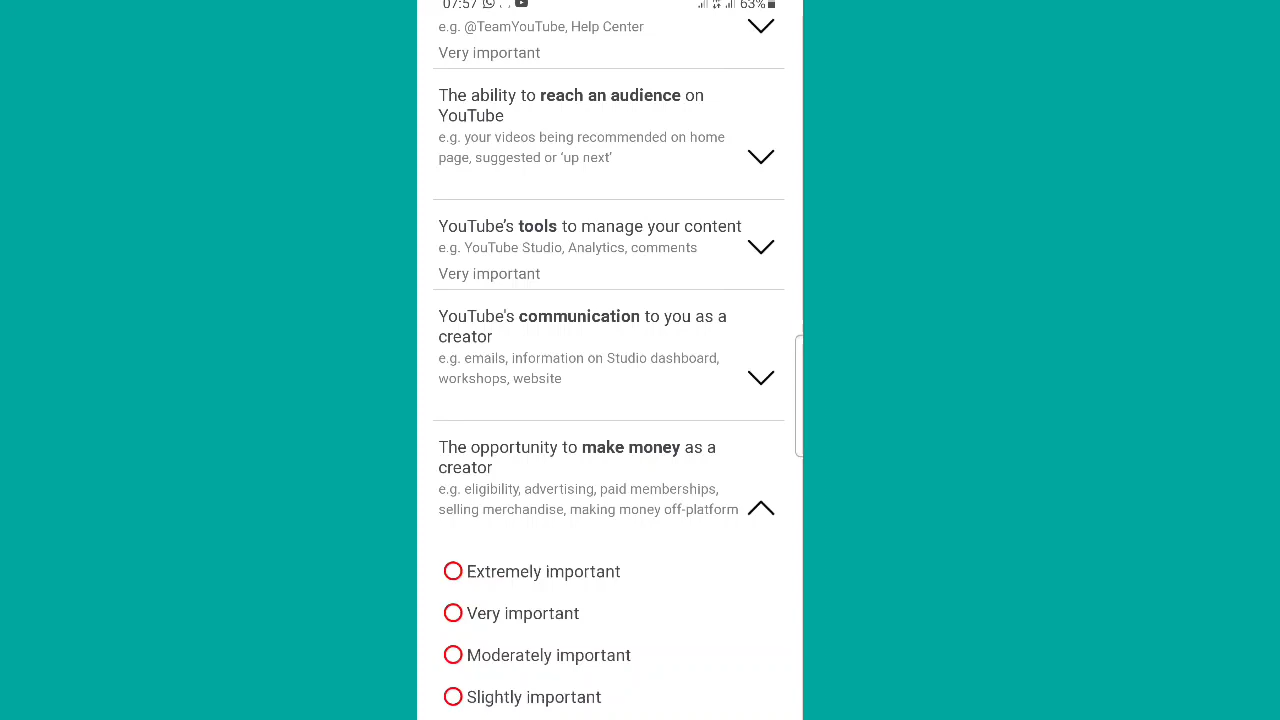 07:57 63%
e.g. @TeamYouTube, Help Center
Very important
The ability to reach an audience on
YouTube
e.g. your videos being recommended on home
page, suggested or ‘up next’
YouTube’s tools to manage your content
e.g. YouTube Studio, Analytics, comments
Very important
YouTube's communication to you as a
creator
e.g. emails, information on Studio dashboard,
workshops, website
The opportunity to make money as a
creator
e.g. eligibility, advertising, paid memberships,
selling merchandise, making money off-platform
Extremely important
Very important
Moderately important
Slightly important